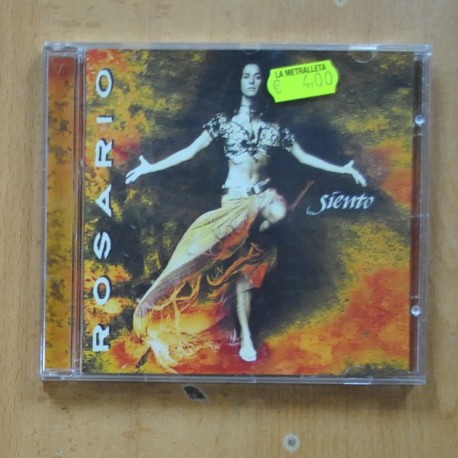 LA METRALLETA
€ 4.00
ROSARIO
siento